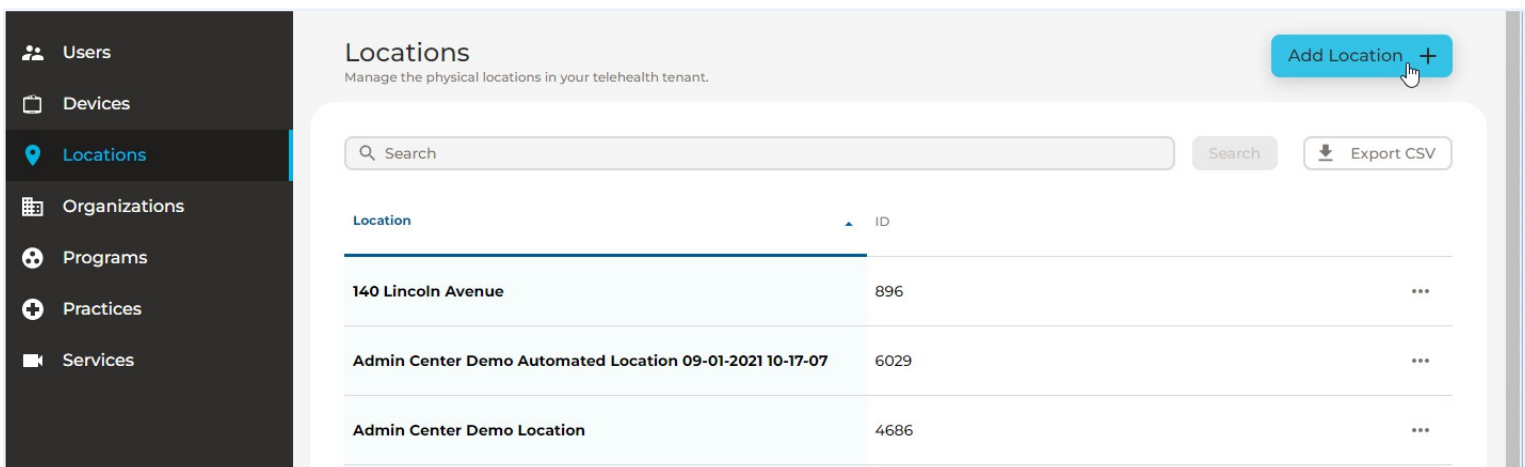 Users
Devices
Locations
Organizations
Programs
Practices
Services
Locations
Manage the physical locations in your telehealth tenant.
Add Location +
Search
Search
Export CSV
Location ID
140 Lincoln Avenue 896
Admin Center Demo Automated Location 09-01-2021 10-17-07 6029
Admin Center Demo Location 4686